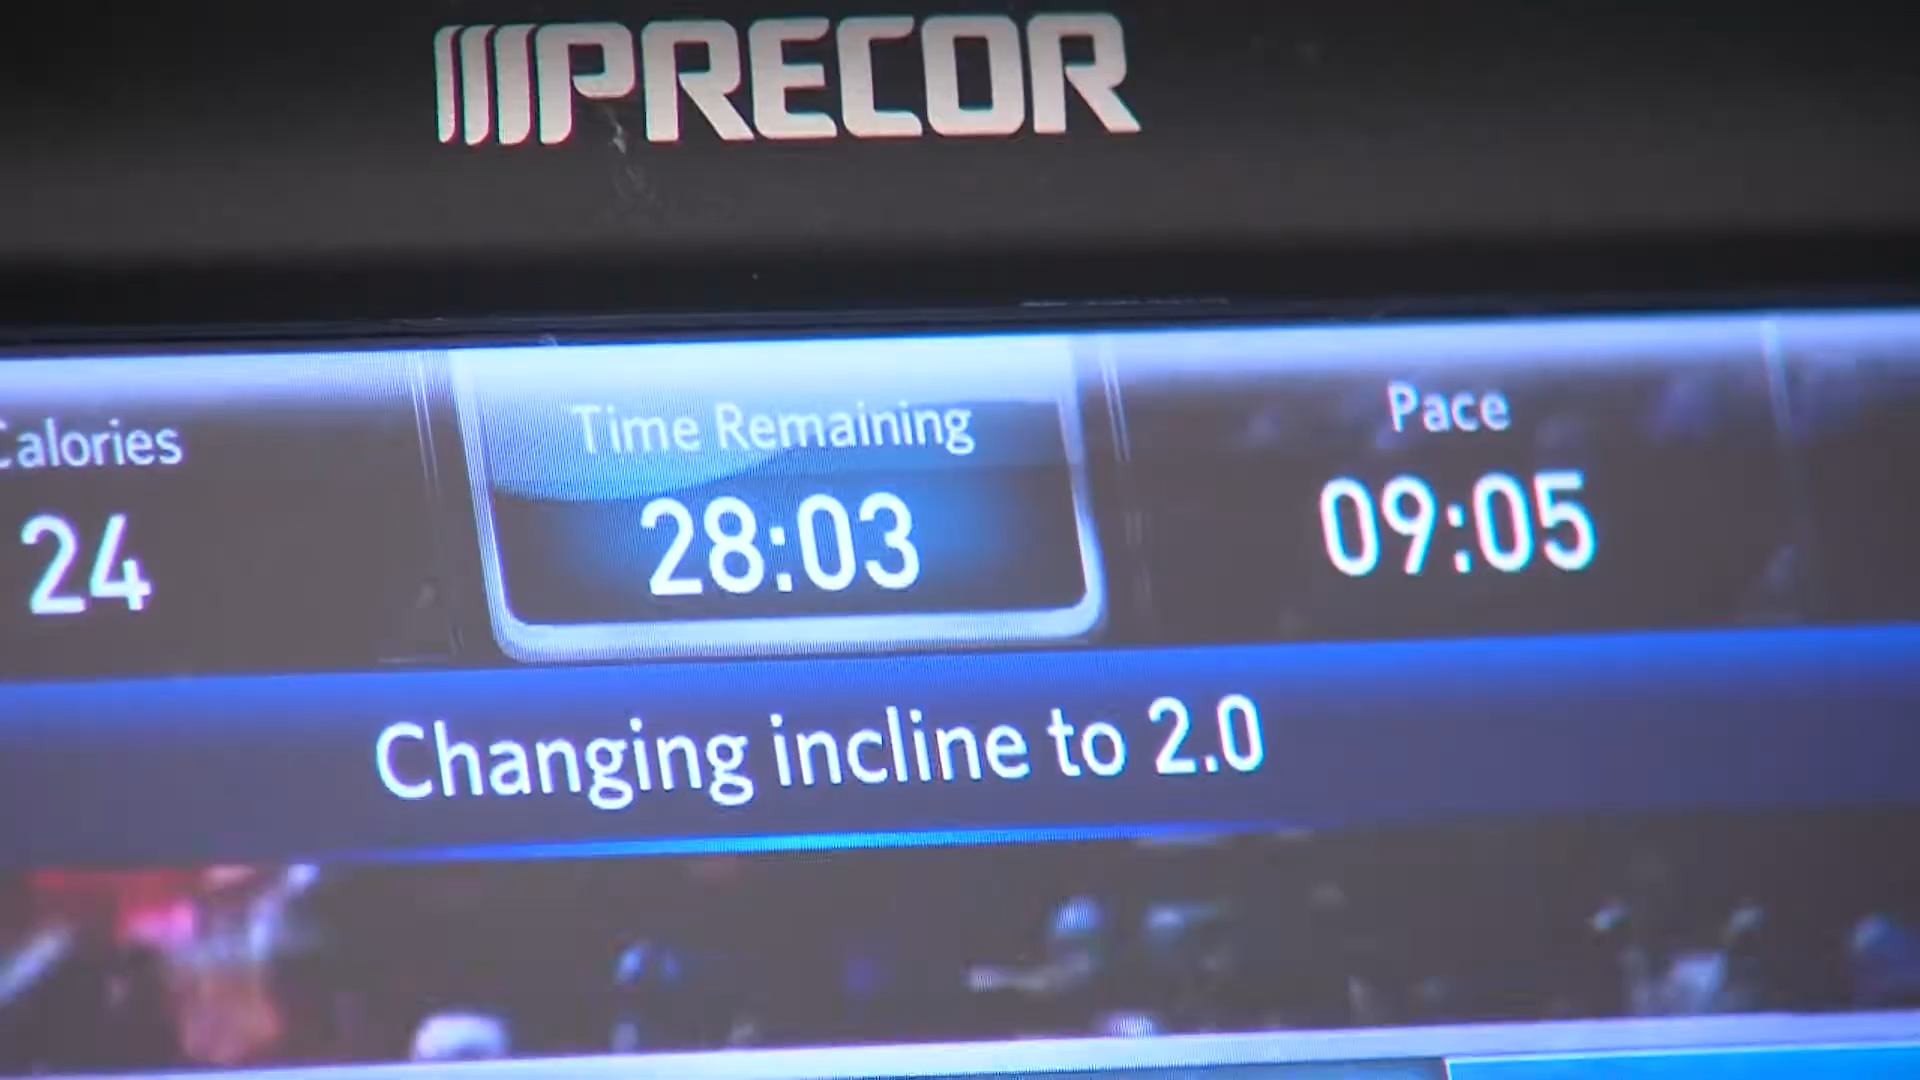 PRECOR
Calories
24
Time Remaining
28:03
Pace
09:05
Changing incline to 2.0